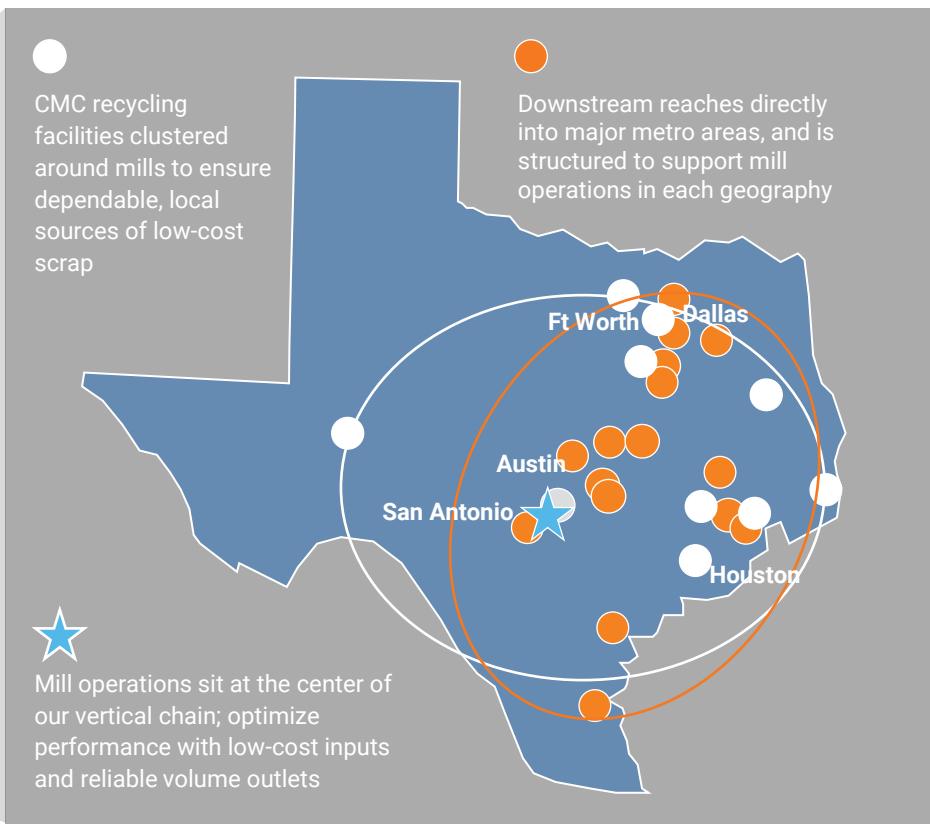 CMC recycling
facilities clustered
around mills to ensure
dependable, local
sources of low-cost
scrap
Downstream reaches directly
into major metro areas, and is
structured to support mill
operations in each geography
Ft Worth
Dallas
Austin
San Antonio
Houston
Mill operations sit at the center of
our vertical chain; optimize
performance with low-cost inputs
and reliable volume outlets